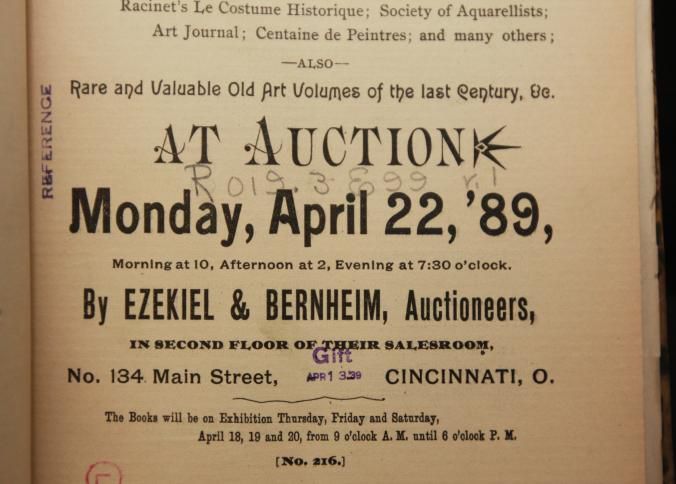 Racinet's Le Costume Historique; Society of Aquarellists;
Art Journal; Centaine de Peintres; and many others;
—ALSO—
Rare and Valuable Old Art Volumes of the last Century, &c.
REFERENCE
AT AUCTION
R 019.3 E99 v.1
Monday, April 22, '89,
Morning at 10, Afternoon at 2, Evening at 7:30 o'clock.
By EZEKIEL & BERNHEIM, Auctioneers,
IN SECOND FLOOR OF THEIR SALESROOM,
Gift
No. 134 Main Street, APR 13 39 CINCINNATI, O.
The Books will be on Exhibition Thursday, Friday and Saturday,
April 18, 19 and 20, from 9 o'clock A. M. until 6 o'clock P. M.
[No. 216.]